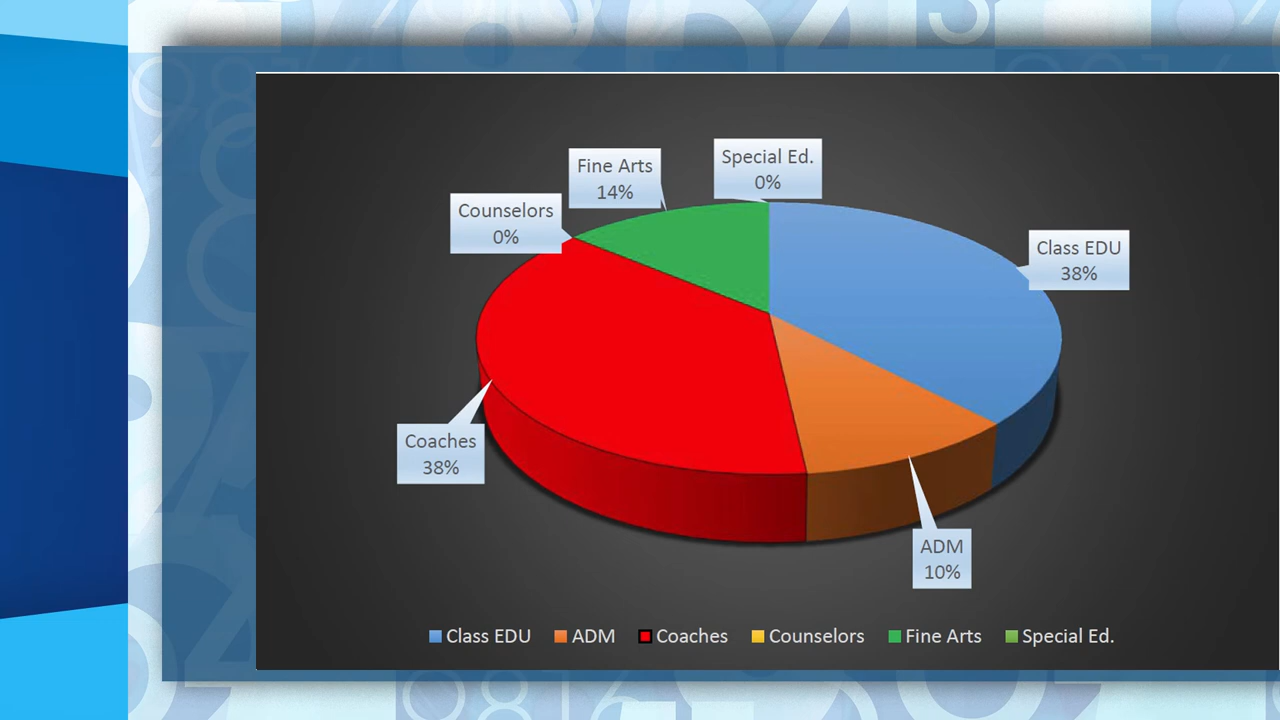 Special Ed.
0%
Fine Arts
14%
Counselors
0%
Class EDU
38%
Coaches
38%
ADM
10%
Class EDU ADM Coaches Counselors Fine Arts Special Ed.